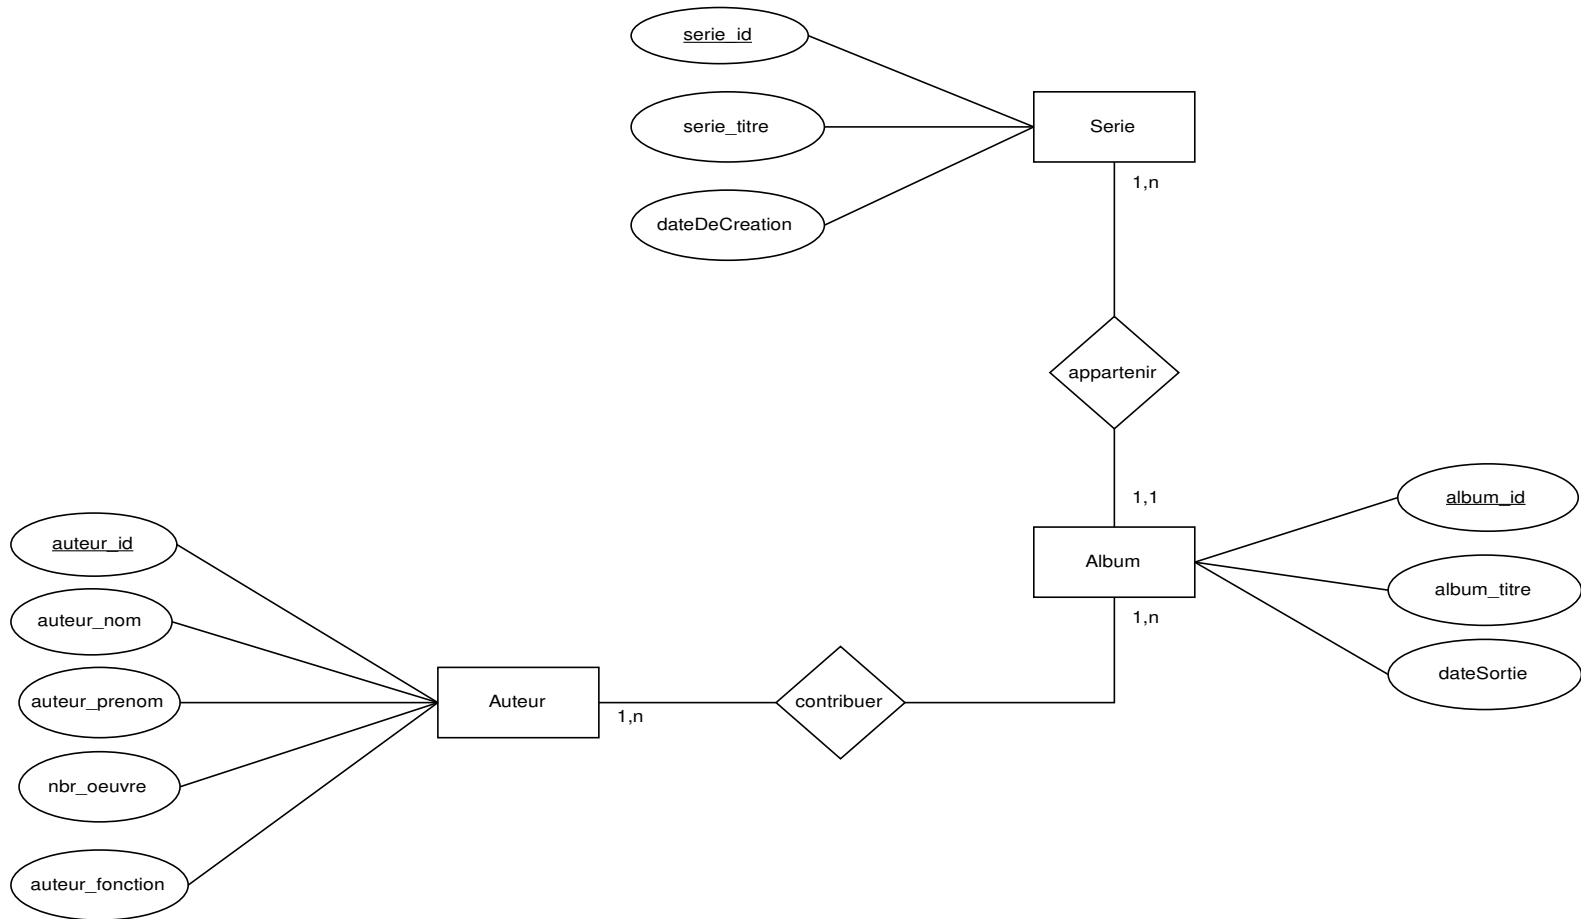 serie_id
serie_titre
Serie
1,n
dateDeCreation
appartenir
1,1
album_id
auteur_id
Album
album_titre
1,n
auteur_nom
dateSortie
auteur_prenom
Auteur
contribuer
1,n
nbr_oeuvre
auteur_fonction